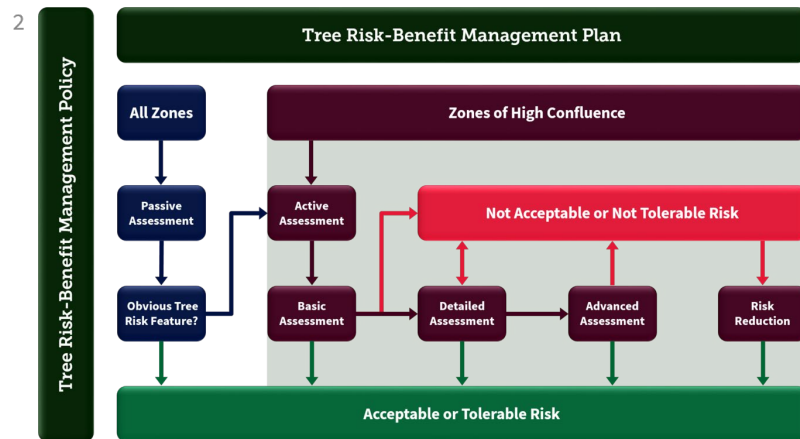 2
Tree Risk-Benefit Management Policy
Tree Risk-Benefit Management Plan
All Zones
Zones of High Confluence
Passive
Assessment
Active
Assessment
Not Acceptable or Not Tolerable Risk
Obvious Tree
Risk Feature?
Basic
Assessment
Detailed
Assessment
Advanced
Assessment
Risk
Reduction
Acceptable or Tolerable Risk